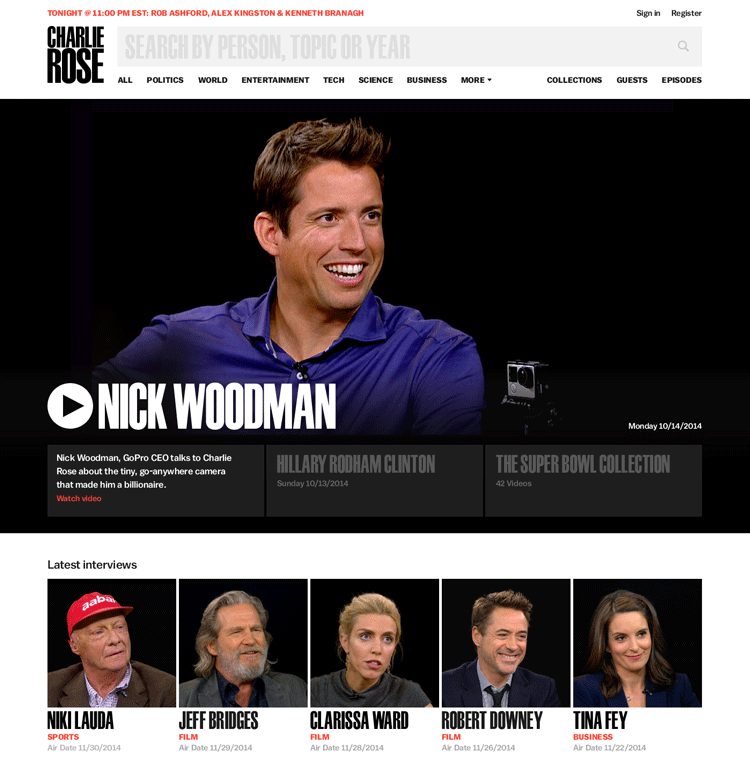 TONIGHT @ 11:00 PM EST: ROB ASHFORD, ALEX KINGSTON & KENNETH BRANAGH
Sign in Register
CHARLIE
ROSE
SEARCH BY PERSON, TOPIC OR YEAR
ALL POLITICS WORLD ENTERTAINMENT TECH SCIENCE BUSINESS MORE COLLECTIONS GUESTS EPISODES
NICK WOODMAN
Monday 10/14/2014
Nick Woodman, GoPro CEO talks to Charlie
Rose about the tiny, go-anywhere camera
that made him a billionaire.
Watch video
HILLARY RODHAM CLINTON
Sunday 10/13/2014
THE SUPER BOWL COLLECTION
42 Videos
Latest interviews
aaba
NIKI LAUDA
SPORTS
Air Date 11/30/2014
JEFF BRIDGES
FILM
Air Date 11/29/2014
CLARISSA WARD
FILM
Air Date 11/28/2014
ROBERT DOWNEY
FILM
Air Date 11/26/2014
TINA FEY
BUSINESS
Air Date 11/22/2014